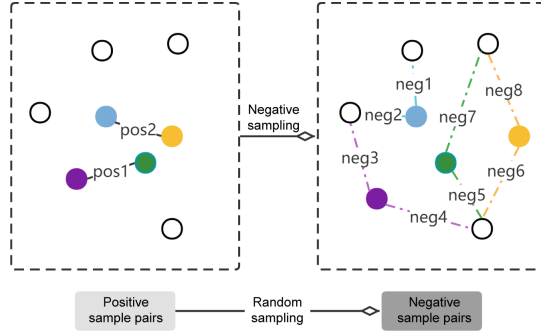 pos2
pos1
Negative
sampling
neg1
neg2
neg7
neg8
neg3
neg5
neg6
neg4
Positive
sample pairs
Random
sampling
Negative
sample pairs